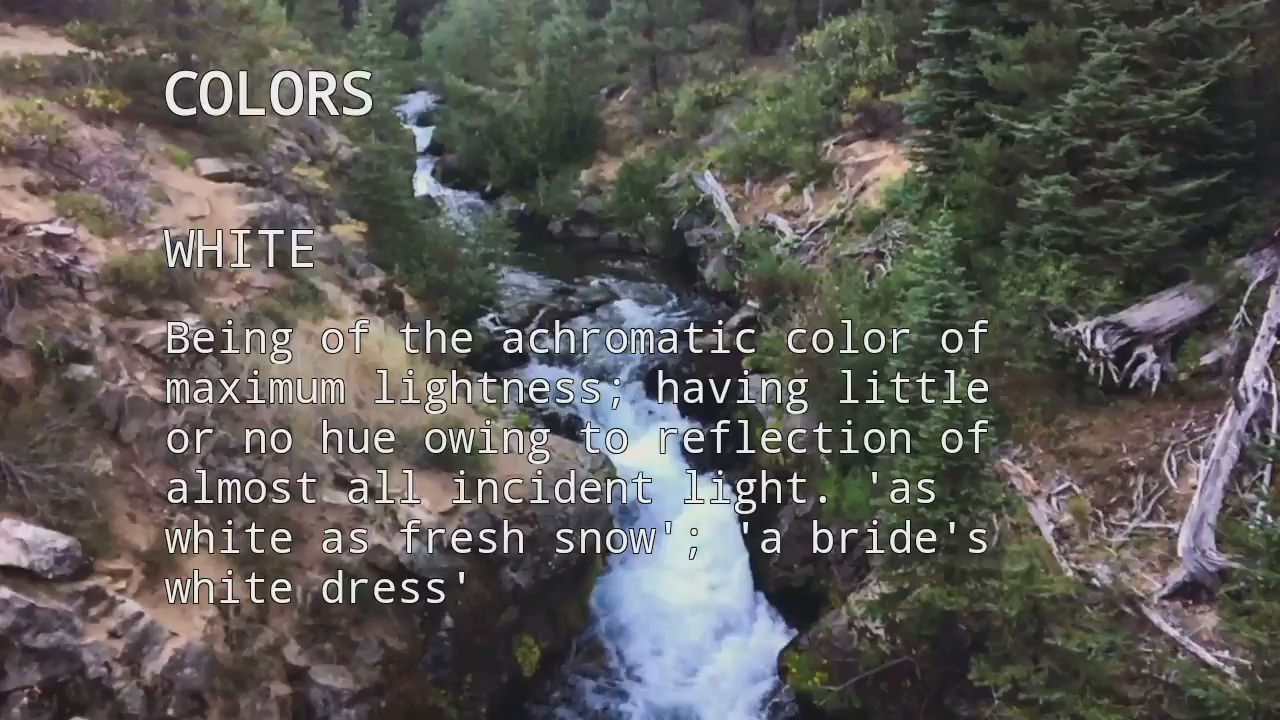 COLORS
WHITE
Being of the achromatic color of
maximum lightness; having little
or no hue owing to reflection of
almost all incident light. 'as
white as fresh snow'; 'a bride's
white dress'